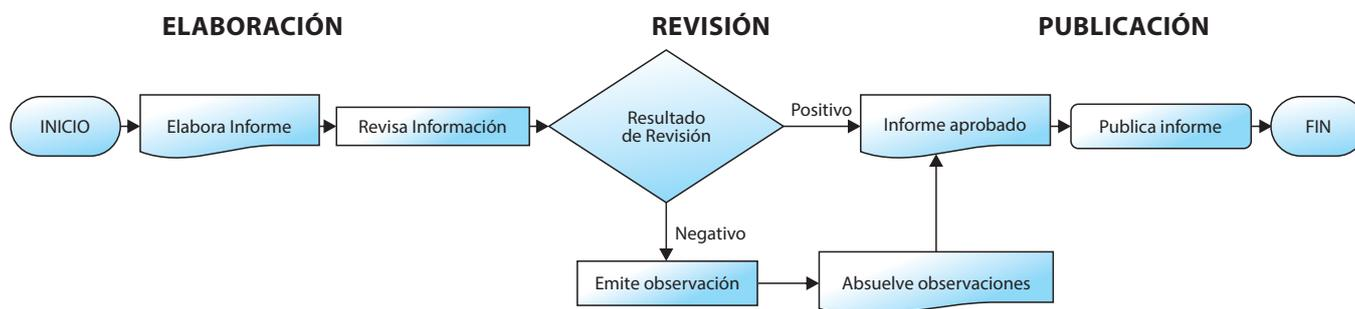 ELABORACIÓN
REVISIÓN
PUBLICACIÓN
INICIO
Elabora Informe
Revisa Información
Resultado
de Revisión
Positivo
Informe aprobado
Publica informe
FIN
Negativo
Emite observación
Absuelve observaciones